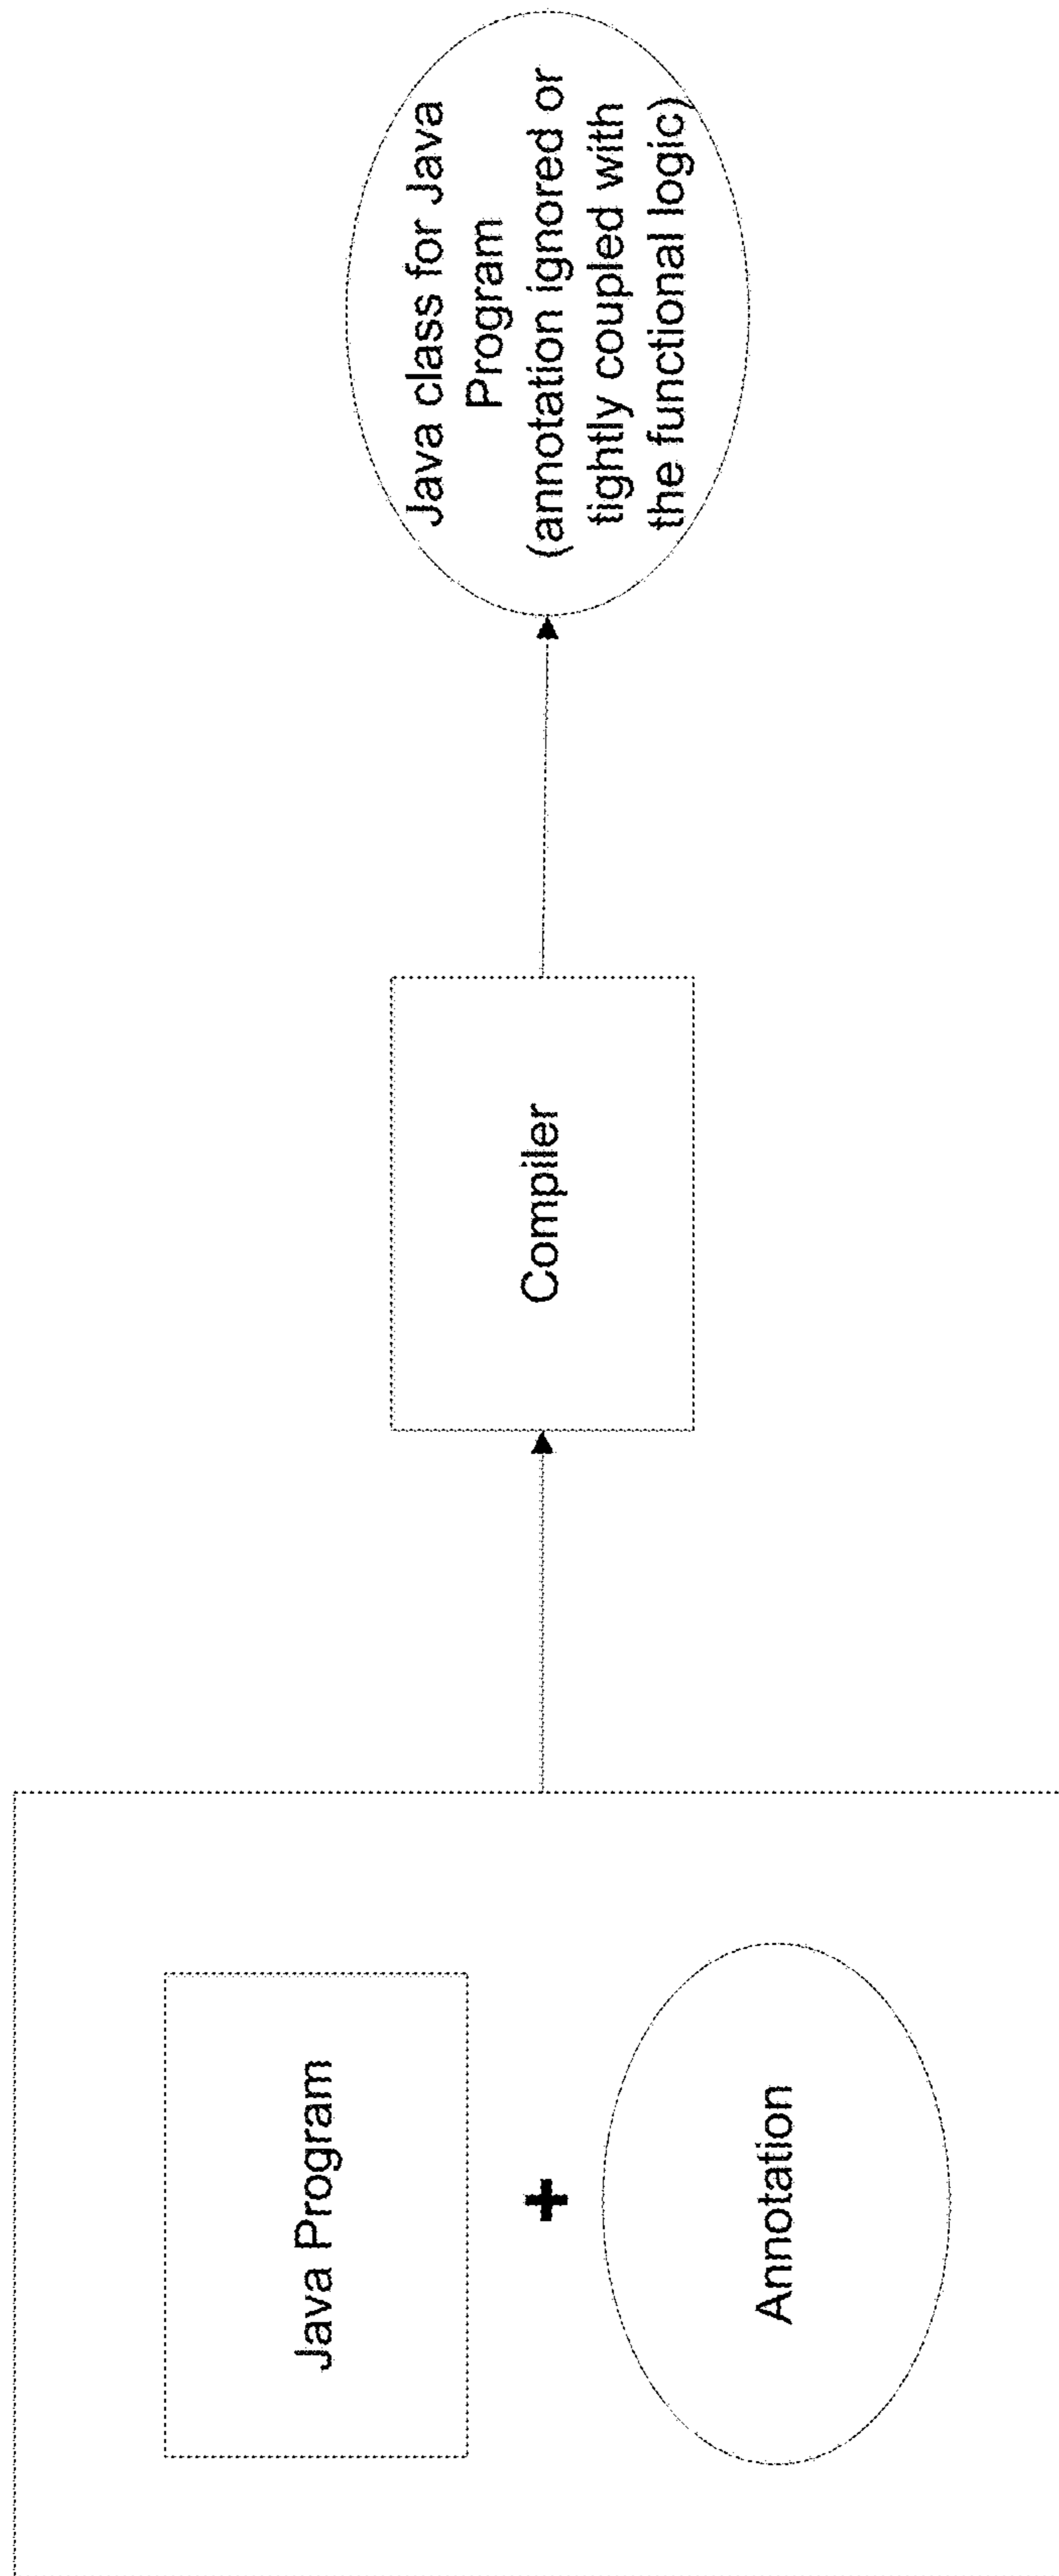 Java Program
+
Annotation
Compiler
Java class for Java
Program
(annotation ignored or
tightly coupled with
the functional logic)